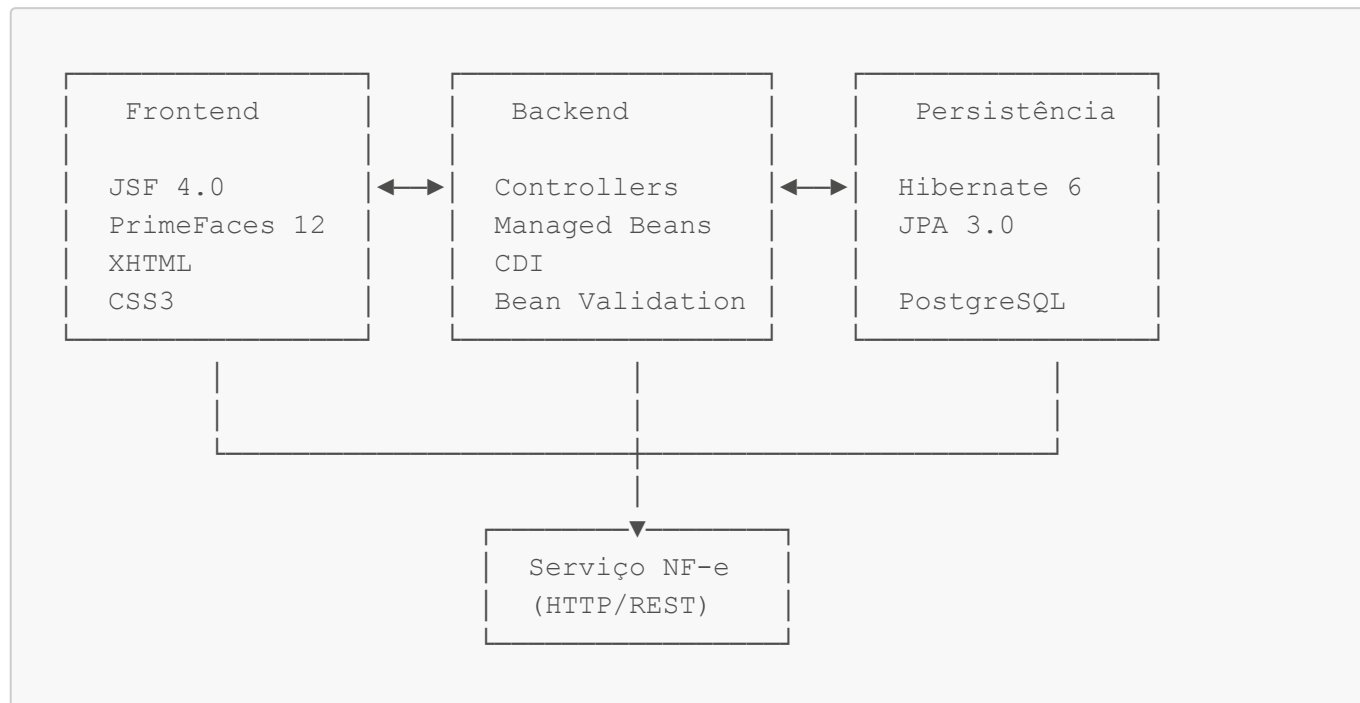 Frontend
JSF 4.0
PrimeFaces 12
XHTML
CSS3
Backend
Controllers
Managed Beans
CDI
Bean Validation
Persistência
Hibernate 6
JPA 3.0
PostgreSQL
Serviço NF-e
(HTTP/REST)